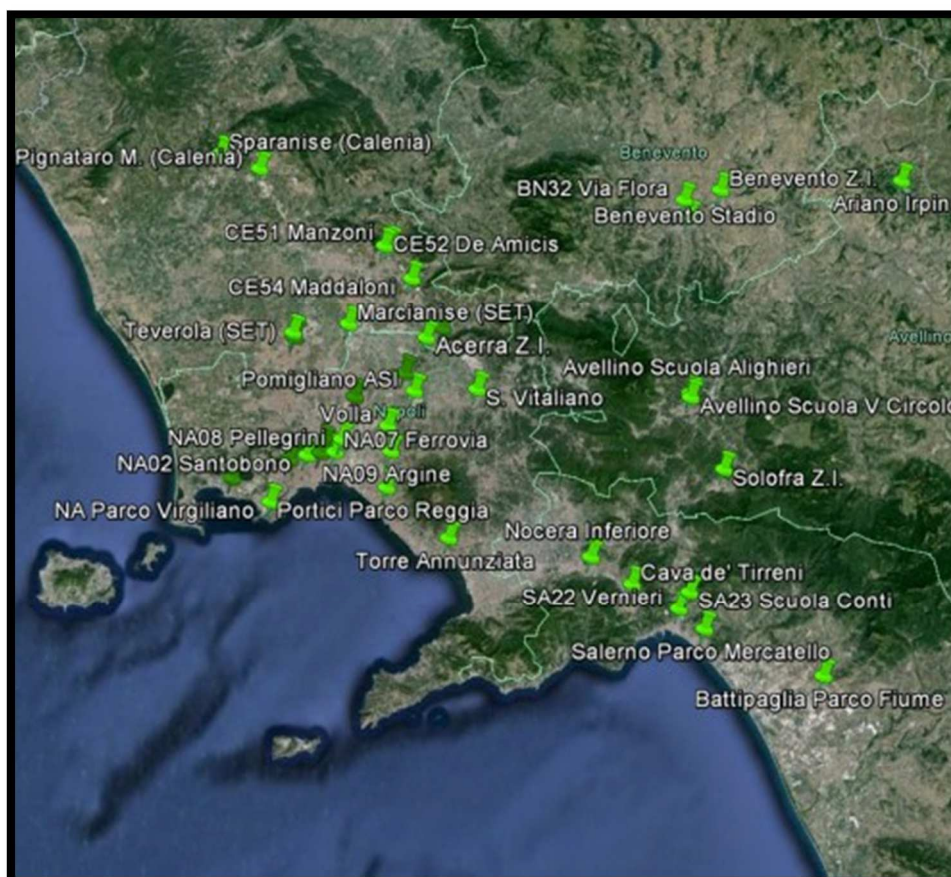 Sparanise (Calenia)
Pignataro M. (Calenia)
Benevento
Benevento Z.I.
BN32 Via Flora
Ariano Irpin
Benevento Stadio
CE51 Manzoni
CE52 De Amicis
CE54 Maddaloni
Marcianise (SET)
Teverola (SET)
Acerra Z.I.
Avellino
Avellino Scuola Alighieri
Pomigliano ASI
S. Vitaliano
Avellino Scuola V Circolo
Volla
Napoli
NA08 Pellegrini
NA07 Ferrovia
NA02 Santobono
NA09 Argine
Solofra Z.I.
NA Parco Virgiliano
Portici Parco Reggia
Nocera Inferiore
Torre Annunziata
Cava de' Tirreni
SA22 Vernieri
SA23 Scuola Conti
Salerno Parco Mercatello
Battipaglia Parco Fiume